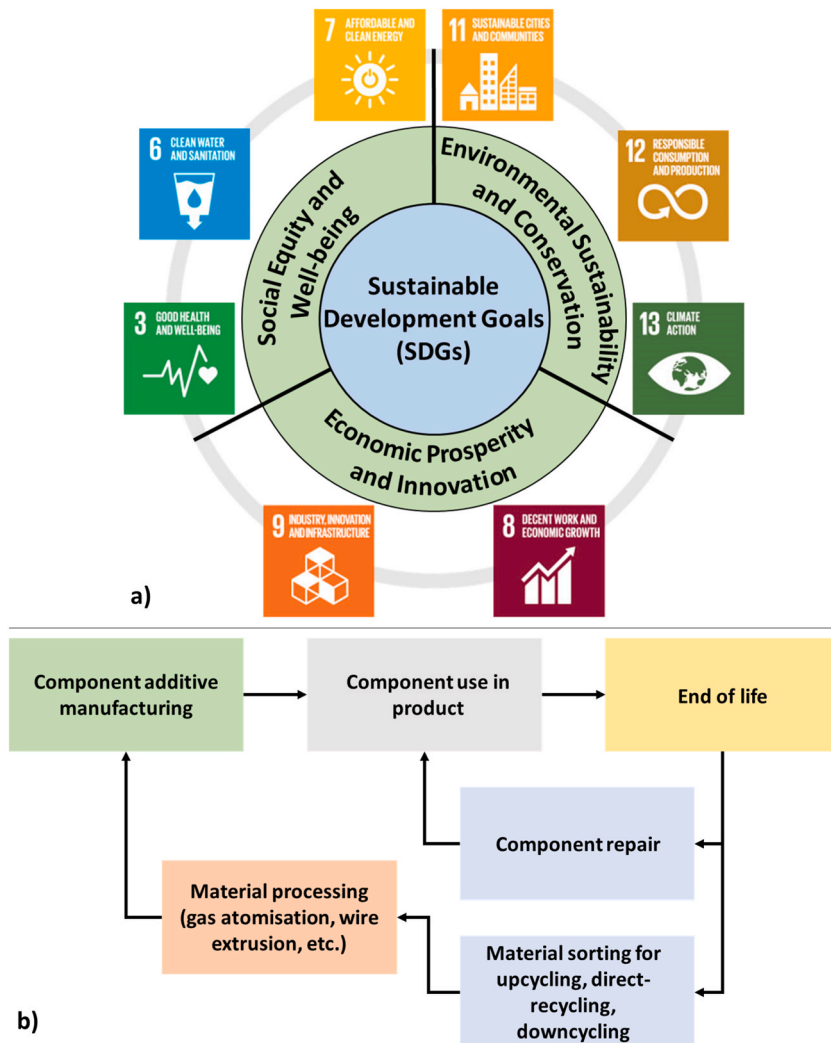 7 AFFORDABLE AND
CLEAN ENERGY
11 SUSTAINABLE CITIES
AND COMMUNITIES
6 CLEAN WATER
AND SANITATION
12 RESPONSIBLE
CONSUMPTION
AND PRODUCTION
Social Equity and
Well-being
Environmental Sustainability
and Conservation
Sustainable
Development Goals
(SDGs)
3 GOOD HEALTH
AND WELL-BEING
13 CLIMATE
ACTION
Economic Prosperity
and Innovation
9 INDUSTRY, INNOVATION
AND INFRASTRUCTURE
8 DECENT WORK AND
ECONOMIC GROWTH
a)
Component additive
manufacturing
Component use in
product
End of life
Component repair
Material processing
(gas atomisation, wire
extrusion, etc.)
Material sorting for
upcycling, direct-
recycling,
downcycling
b)